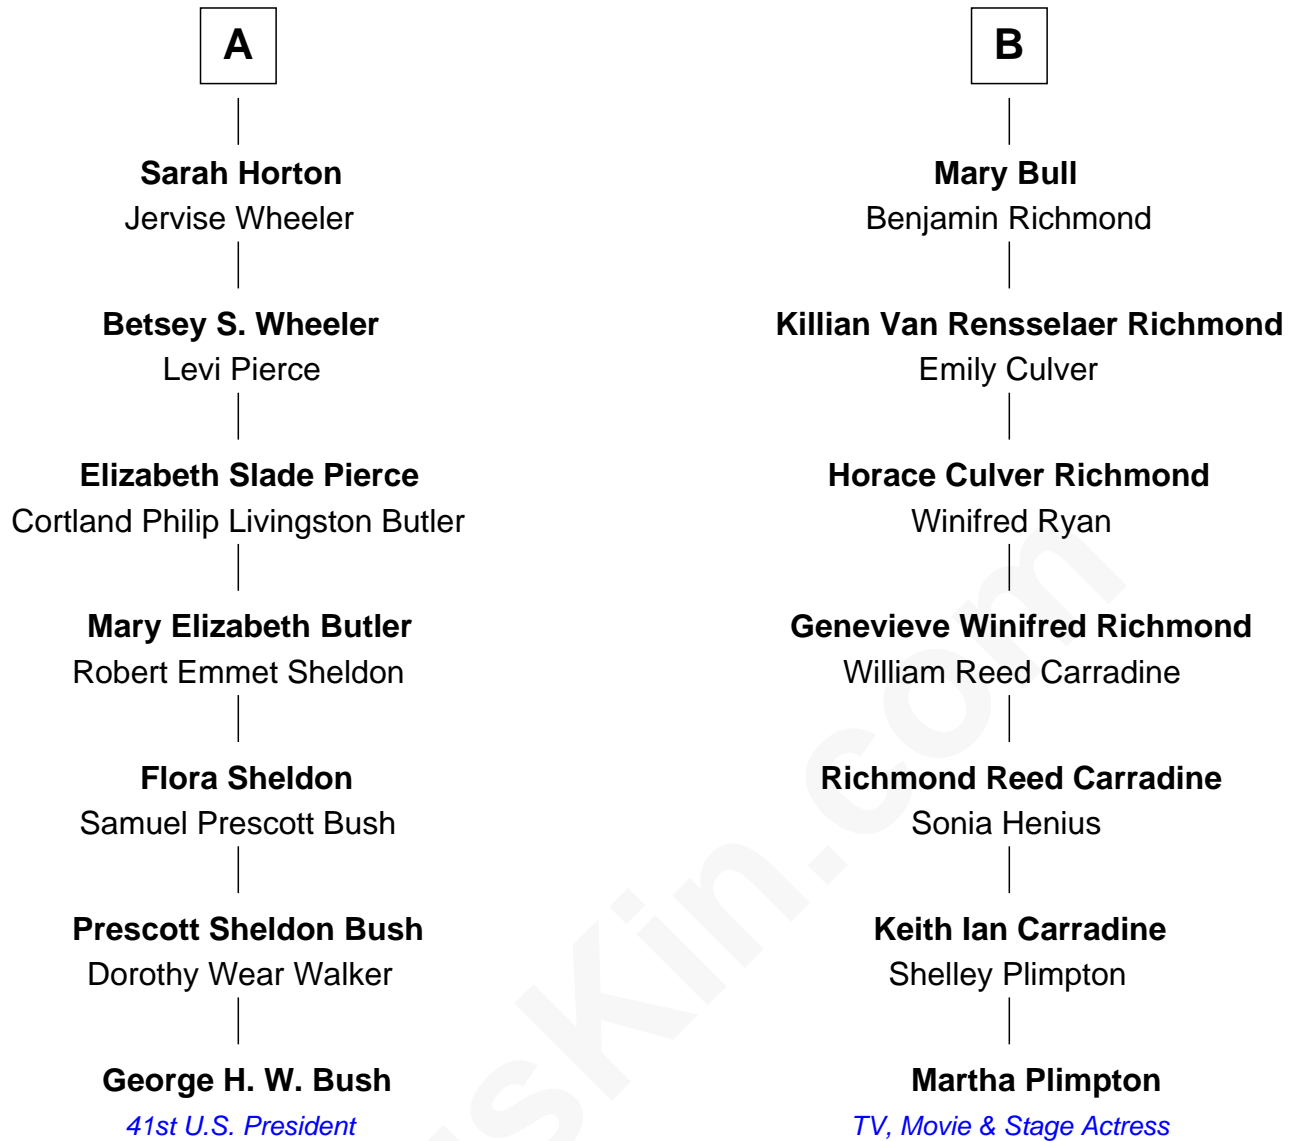 A
Sarah Horton
Jervise Wheeler
Betsey S. Wheeler
Levi Pierce
Elizabeth Slade Pierce
Cortland Philip Livingston Butler
Mary Elizabeth Butler
Robert Emmet Sheldon
Flora Sheldon
Samuel Prescott Bush
Prescott Sheldon Bush
Dorothy Wear Walker
George H. W. Bush
41st U.S. President
B
Mary Bull
Benjamin Richmond
Killian Van Rensselaer Richmond
Emily Culver
Horace Culver Richmond
Winifred Ryan
Genevieve Winifred Richmond
William Reed Carradine
Richmond Reed Carradine
Sonia Henius
Keith Ian Carradine
Shelley Plimpton
Martha Plimpton
TV, Movie & Stage Actress
usKin.com